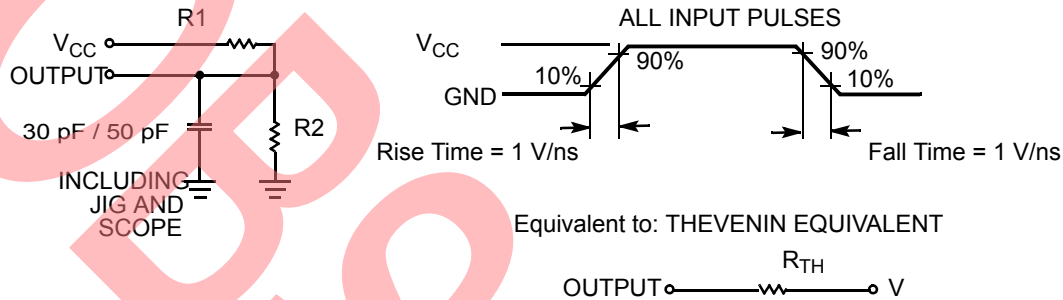 R1
VCC
OUTPUT
30 pF / 50 pF
R2
INCLUDING
JIG AND
SCOPE
ALL INPUT PULSES
VCC
GND
10%
90%
90%
10%
Rise Time = 1 V/ns
Fall Time = 1 V/ns
Equivalent to: THEVENIN EQUIVALENT
RTH
OUTPUT
V